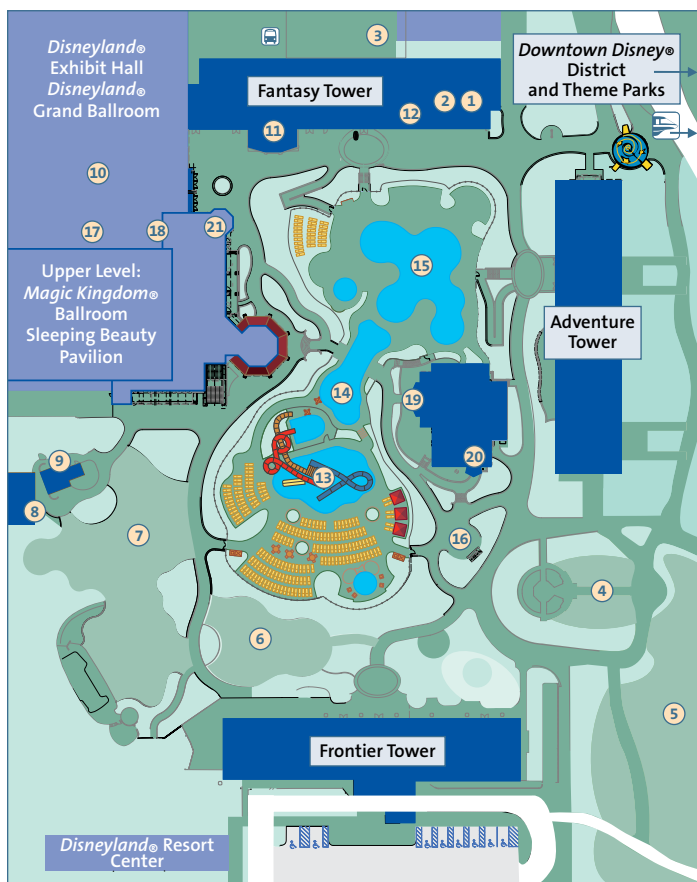 Disneyland®
Exhibit Hall
Disneyland®
Grand Ballroom
3
Downtown Disney®
District
and Theme Parks
Fantasy Tower
12
2
1
11
10
17
18
21
15
Upper Level:
Magic Kingdom®
Ballroom
Sleeping Beauty
Pavilion
Adventure
Tower
14
19
20
9
13
8
7
16
4
6
5
Frontier Tower
Disneyland® Resort
Center